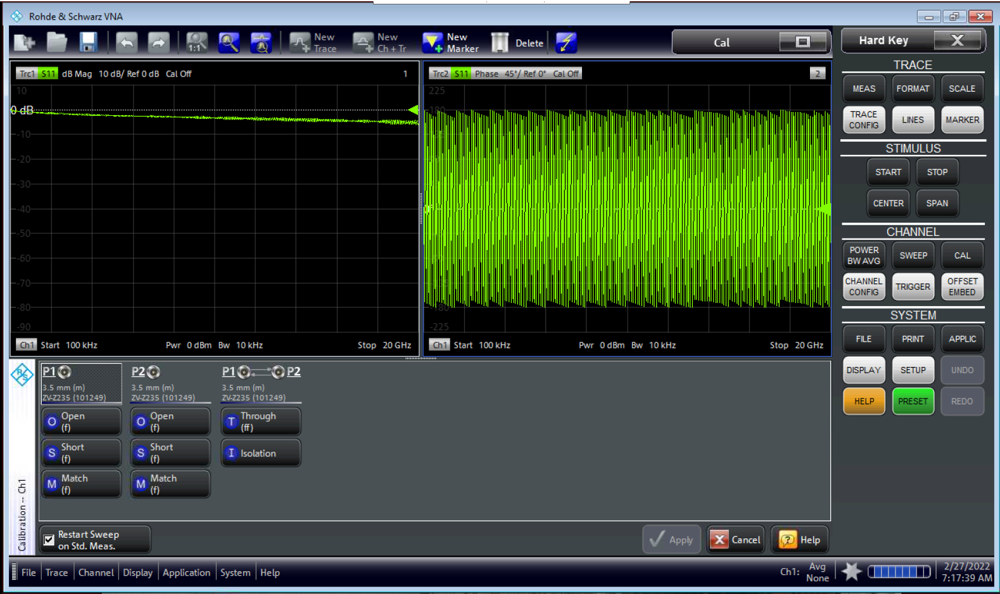 Rohde & Schwarz VNA
1:1
New
Trace
New
Ch + Tr
New
Marker
Delete
Cal
Hard Key
X
Trc1 S11 dB Mag 10 dB/ Ref 0 dB Cal Off 1
10
0 dB
-10
-20
-30
-40
-50
-60
-70
-80
-90
Ch1 Start 100 kHz Pwr 0 dBm Bw 10 kHz Stop 20 GHz
Trc2 S11 Phase 45°/ Ref 0° Cal Off 2
225
180
-180
-225
Ch1 Start 100 kHz Pwr 0 dBm Bw 10 kHz Stop 20 GHz
TRACE
MEAS FORMAT SCALE
TRACE
CONFIG
LINES
MARKER
STIMULUS
START STOP
CENTER SPAN
CHANNEL
POWER
BW AVG
SWEEP
CAL
CHANNEL
CONFIG
TRIGGER
OFFSET
EMBED
SYSTEM
FILE PRINT APPLIC
DISPLAY SETUP UNDO
HELP PRESET REDO
R&S
Calibration -- Ch1
P1
3.5 mm (m)
ZV-Z235 (101249)
O Open
(f)
S Short
(f)
M Match
(f)
P2
3.5 mm (m)
ZV-Z235 (101249)
O Open
(f)
S Short
(f)
M Match
(f)
P1 P2
3.5 mm (m)
ZV-Z235 (101249)
T Through
(ff)
I Isolation
Restart Sweep
on Std. Meas.
Apply
Cancel
Help
File Trace Channel Display Application System Help
Ch1: Avg
None
2/27/2022
7:17:39 AM